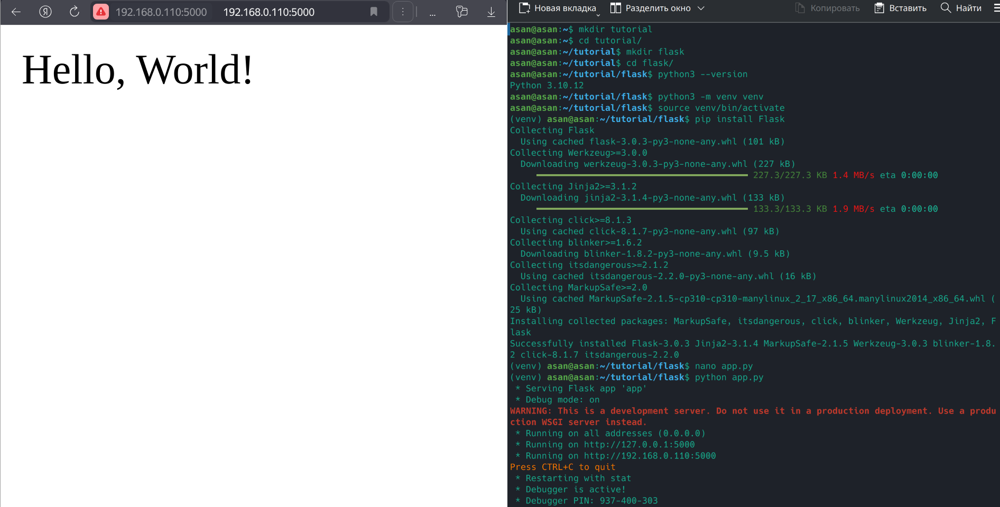 192.168.0.110:5000 192.168.0.110:5000
Hello, World!
Новая вкладка Разделить окно Копировать Вставить Найти
asan@asan:~$ mkdir tutorial
asan@asan:~$ cd tutorial/
asan@asan:~/tutorial$ mkdir flask
asan@asan:~/tutorial$ cd flask/
asan@asan:~/tutorial/flask$ python3 --version
Python 3.10.12
asan@asan:~/tutorial/flask$ python3 -m venv venv
asan@asan:~/tutorial/flask$ source venv/bin/activate
(venv) asan@asan:~/tutorial/flask$ pip install Flask
Collecting Flask
Using cached flask-3.0.3-py3-none-any.whl (101 kB)
Collecting Werkzeug>=3.0.0
Downloading werkzeug-3.0.3-py3-none-any.whl (227 kB)
227.3/227.3 KB 1.4 MB/s eta 0:00:00
Collecting Jinja2>=3.1.2
Downloading jinja2-3.1.4-py3-none-any.whl (133 kB)
133.3/133.3 KB 1.9 MB/s eta 0:00:00
Collecting click>=8.1.3
Using cached click-8.1.7-py3-none-any.whl (97 kB)
Collecting blinker>=1.6.2
Downloading blinker-1.8.2-py3-none-any.whl (9.5 kB)
Collecting itsdangerous>=2.1.2
Using cached itsdangerous-2.2.0-py3-none-any.whl (16 kB)
Collecting MarkupSafe>=2.0
Using cached MarkupSafe-2.1.5-cp310-cp310-manylinux_2_17_x86_64.manylinux2014_x86_64.whl (
25 kB)
Installing collected packages: MarkupSafe, itsdangerous, click, blinker, Werkzeug, Jinja2, F
lask
Successfully installed Flask-3.0.3 Jinja2-3.1.4 MarkupSafe-2.1.5 Werkzeug-3.0.3 blinker-1.8.
2 click-8.1.7 itsdangerous-2.2.0
(venv) asan@asan:~/tutorial/flask$ nano app.py
(venv) asan@asan:~/tutorial/flask$ python app.py
* Serving Flask app 'app'
* Debug mode: on
WARNING: This is a development server. Do not use it in a production deployment. Use a produ
ction WSGI server instead.
* Running on all addresses (0.0.0.0)
* Running on http://127.0.0.1:5000
* Running on http://192.168.0.110:5000
Press CTRL+C to quit
* Restarting with stat
* Debugger is active!
* Debugger PIN: 937-400-303